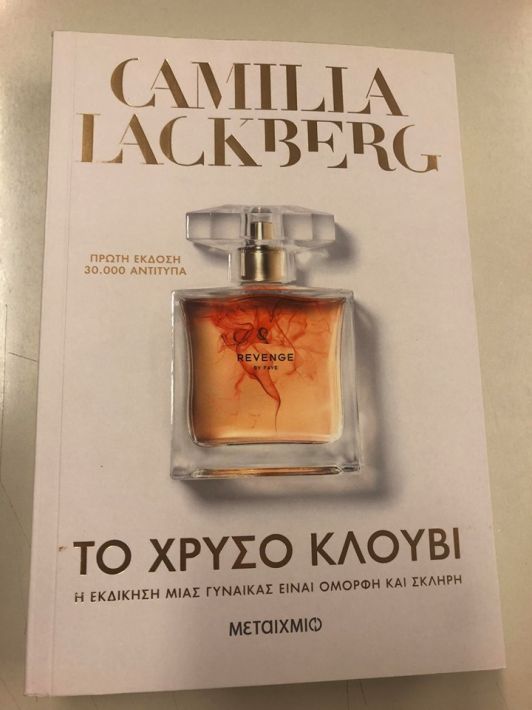 CAMILLA
LACKBERG
ΠΡΩΤΗ ΕΚΔΟΣΗ
30.000 ΑΝΤΙΤΥΠΑ
REVENGE
BY FAYE
ΤΟ ΧΡΥΣΟ ΚΛΟΥΒΙ
Η ΕΚΔΙΚΗΣΗ ΜΙΑΣ ΓΥΝΑΙΚΑΣ ΕΙΝΑΙ ΟΜΟΡΦΗ ΚΑΙ ΣΚΛΗΡΗ
ΜΕΤΑΙΧΜΙΟ